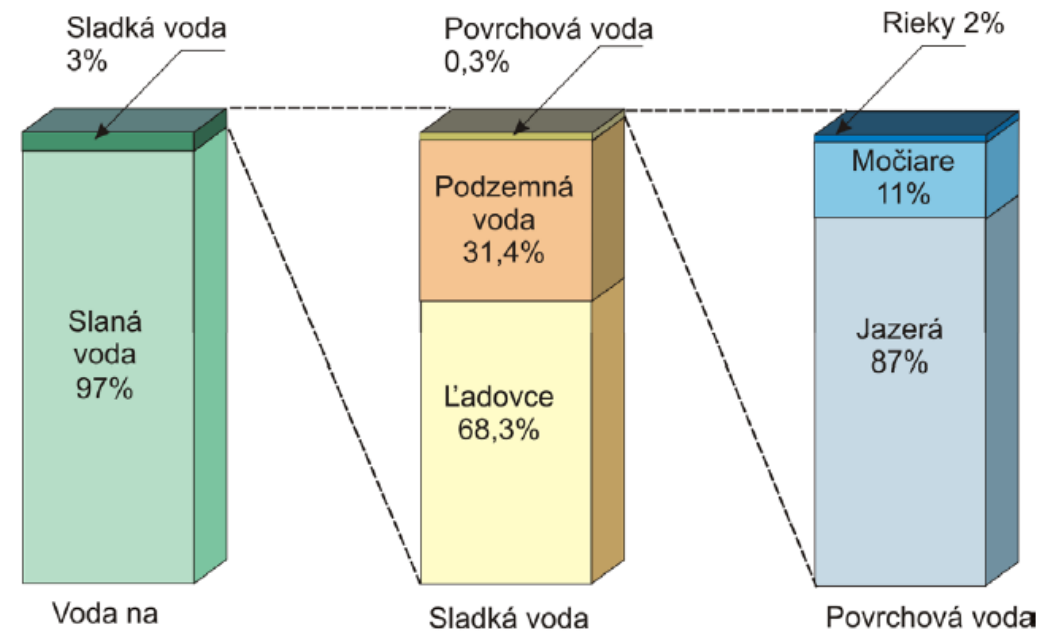 Sladká voda
3%
Povrchová voda
0,3%
Rieky 2%
Slaná
voda
97%
Podzemná
voda
31,4%
Ľadovce
68,3%
Močiare
11%
Jazerá
87%
Voda na
Sladká voda
Povrchová voda